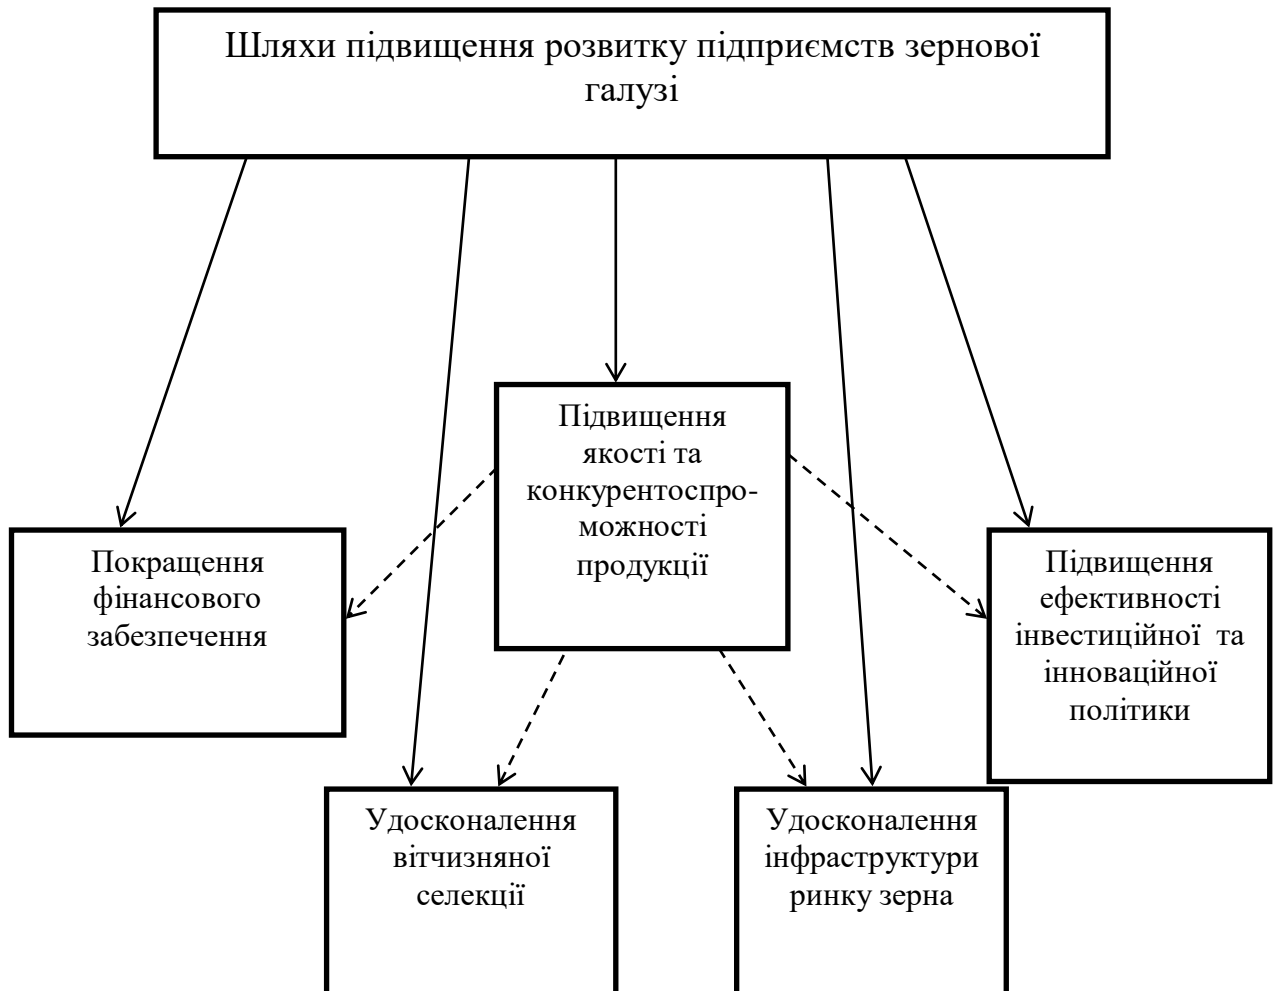 Шляхи підвищення розвитку підприємств зернової
галузі
Підвищення
якості та
конкурентоспро-
можності
продукції
Покращення
фінансового
забезпечення
Підвищення
ефективності
інвестиційної та
інноваційної
політики
Удосконалення
вітчизняної
селекції
Удосконалення
інфраструктури
ринку зерна